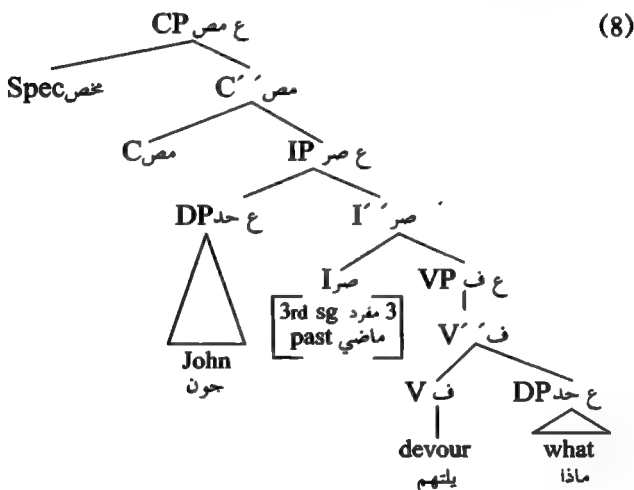 (8)
CP ع مص
Spec مخص C´´ مص
C مص IP ع صر
DP ع حد I´´ صر
I صر VP ع ف
3rd sg مفرد 3
past ماضي
V´´ ف
John
جون
V ف DP ع حد
devour what
يلتهم ماذا